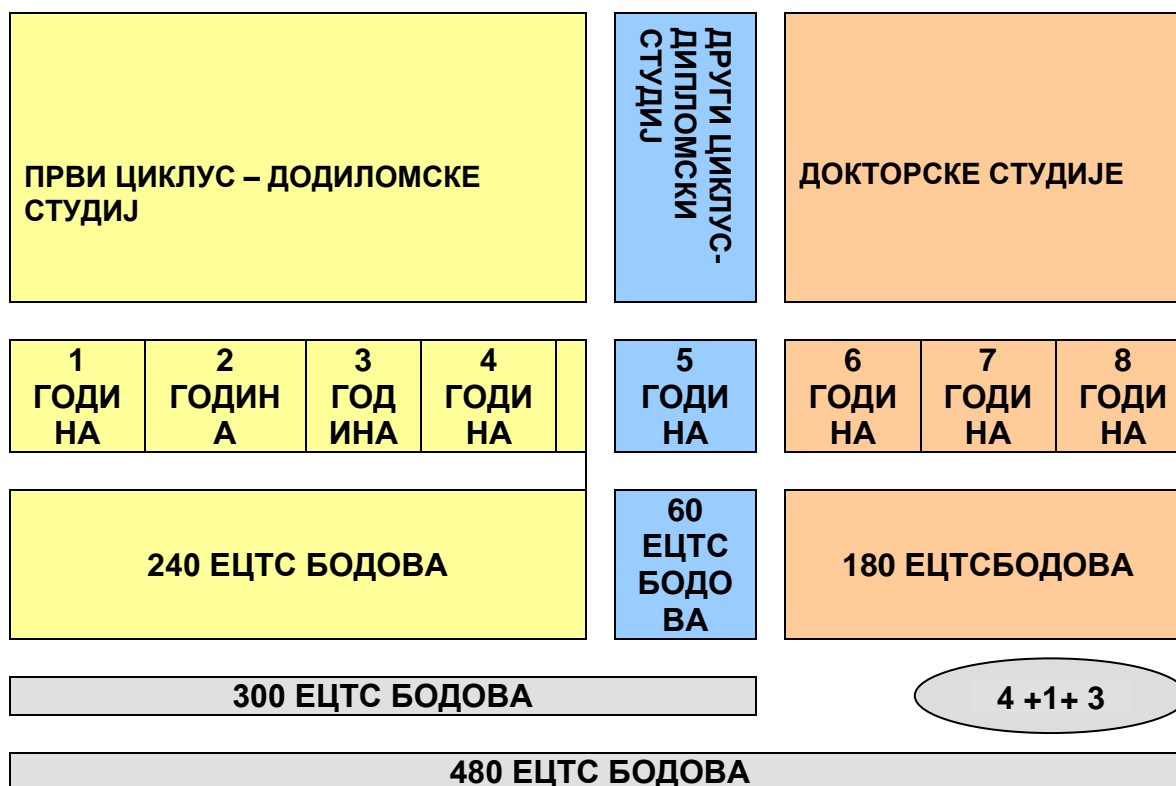 ПРВИ ЦИКЛУС – ДОДИЛОМСКЕ
СТУДИЈ
ДРУГИ ЦИКЛУС-
ДИПЛОМСКИ
СТУДИЈ
ДОКТОРСКЕ СТУДИЈЕ
1
ГОДИ
НА
2
ГОДИН
А
3
ГОД
ИНА
4
ГОДИ
НА
5
ГОДИ
НА
6
ГОДИ
НА
7
ГОДИ
НА
8
ГОДИ
НА
240 ЕЦТС БОДОВА
60
ЕЦТС
БОДО
ВА
180 ЕЦТСБОДОВА
300 ЕЦТС БОДОВА
4 +1+ 3
480 ЕЦТС БОДОВА